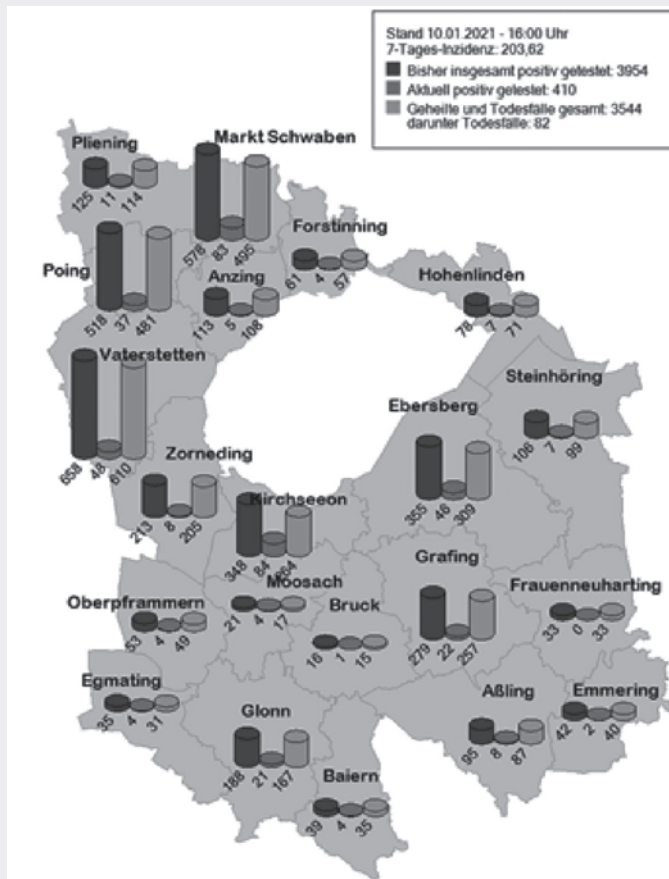 Stand 10.01.2021 - 16:00 Uhr
7-Tages-Inzidenz: 203,62
Bisher insgesamt positiv getestet: 3954
Aktuell positiv getestet: 410
Geheilte und Todesfälle gesamt: 3544
darunter Todesfälle: 82
Markt Schwaben
578 83 495
Pliening
125 11 114
Forstinning
61 4 57
Poing
518 37 481
Anzing
113 5 108
Hohenlinden
78 7 71
Vaterstetten
658 48 610
Steinhöring
106 7 99
Ebersberg
355 46 309
Zorneding
213 8 205
Kirchseeon
348 84 264
Grafing
279 22 257
Moosach
21 4 17
Frauenneuharting
33 0 33
Oberpframmern
53 4 49
Bruck
16 1 15
Egmating
35 4 31
Glonn
188 21 167
Aßling
95 8 87
Emmering
42 2 40
Baiern
39 4 35